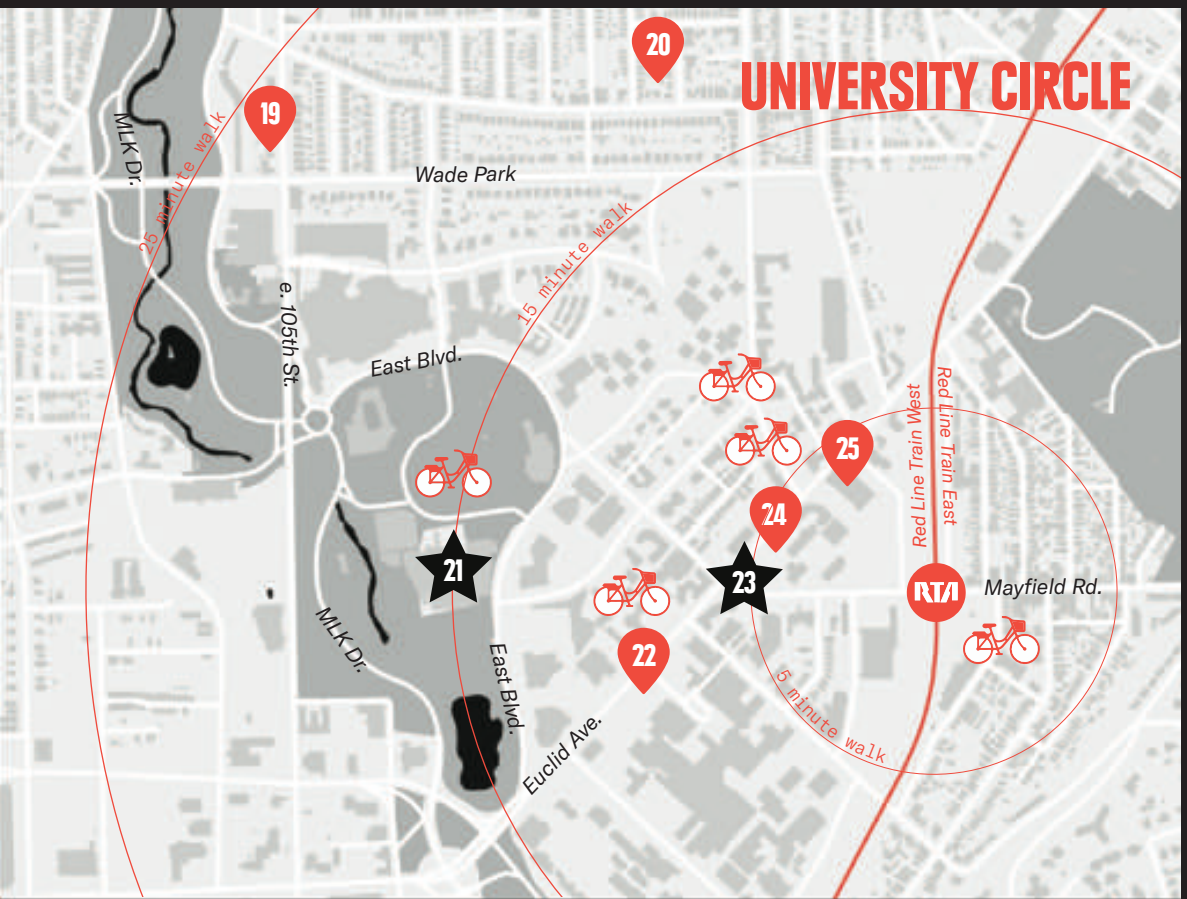 20
UNIVERSITY CIRCLE
19
MLK Dr.
25 minute walk
Wade Park
15 minute walk
e. 105th St.
East Blvd.
Red Line Train West
Red Line Train East
25
24
21
23
RTA
Mayfield Rd.
22
MLK Dr.
East Blvd.
5 minute walk
Euclid Ave.